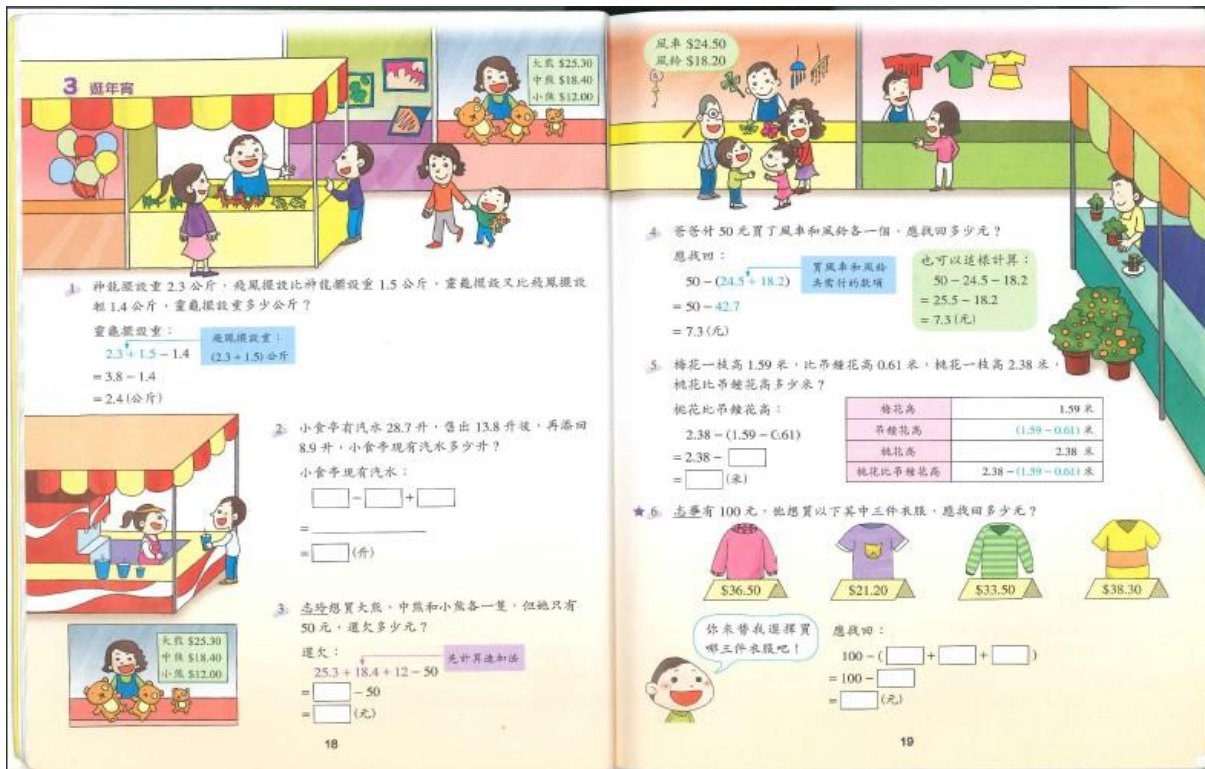 3 逛年宵
大熊 $25.30
中熊 $18.40
小熊 $12.00
1. 神龍擺設重 2.3 公斤，飛鳳擺設比神龍擺設重 1.5 公斤，靈龜擺設又比飛鳳擺設
輕 1.4 公斤，靈龜擺設重多少公斤？
靈龜擺設重：
2.3 + 1.5 − 1.4
= 3.8 − 1.4
= 2.4 (公斤)
飛鳳擺設重：
(2.3 + 1.5) 公斤
2. 小食亭有汽水 28.7 升，售出 13.8 升後，再添回
8.9 升，小食亭現有汽水多少升？
小食亭現有汽水：
− +
=
= (升)
大熊 $25.30
中熊 $18.40
小熊 $12.00
3. 志玲想買大熊、中熊和小熊各一隻，但她只有
50 元，還欠多少元？
還欠：
25.3 + 18.4 + 12 − 50
= − 50
= (元)
先計算連加法
18
風車 $24.50
風鈴 $18.20
4. 爸爸付 50 元買了風車和風鈴各一個，應找回多少元？
應找回：
50 − (24.5 + 18.2)
= 50 − 42.7
= 7.3 (元)
買風車和風鈴
共需付的款項
也可以這樣計算：
50 − 24.5 − 18.2
= 25.5 − 18.2
= 7.3 (元)
5. 梅花一枝高 1.59 米，比吊鐘花高 0.61 米，桃花一枝高 2.38 米，
桃花比吊鐘花高多少米？
桃花比吊鐘花高：
2.38 − (1.59 − 0.61)
= 2.38 −
= (米)
梅花高 1.59 米
吊鐘花高 (1.59 − 0.61) 米
桃花高 2.38 米
桃花比吊鐘花高 2.38 − (1.59 − 0.61) 米
★ 6. 志華有 100 元，他想買以下其中三件衣服，應找回多少元？
$36.50 $21.20 $33.50 $38.30
你來替我選擇買
哪三件衣服吧！
應找回：
100 − ( + + )
= 100 −
= (元)
19